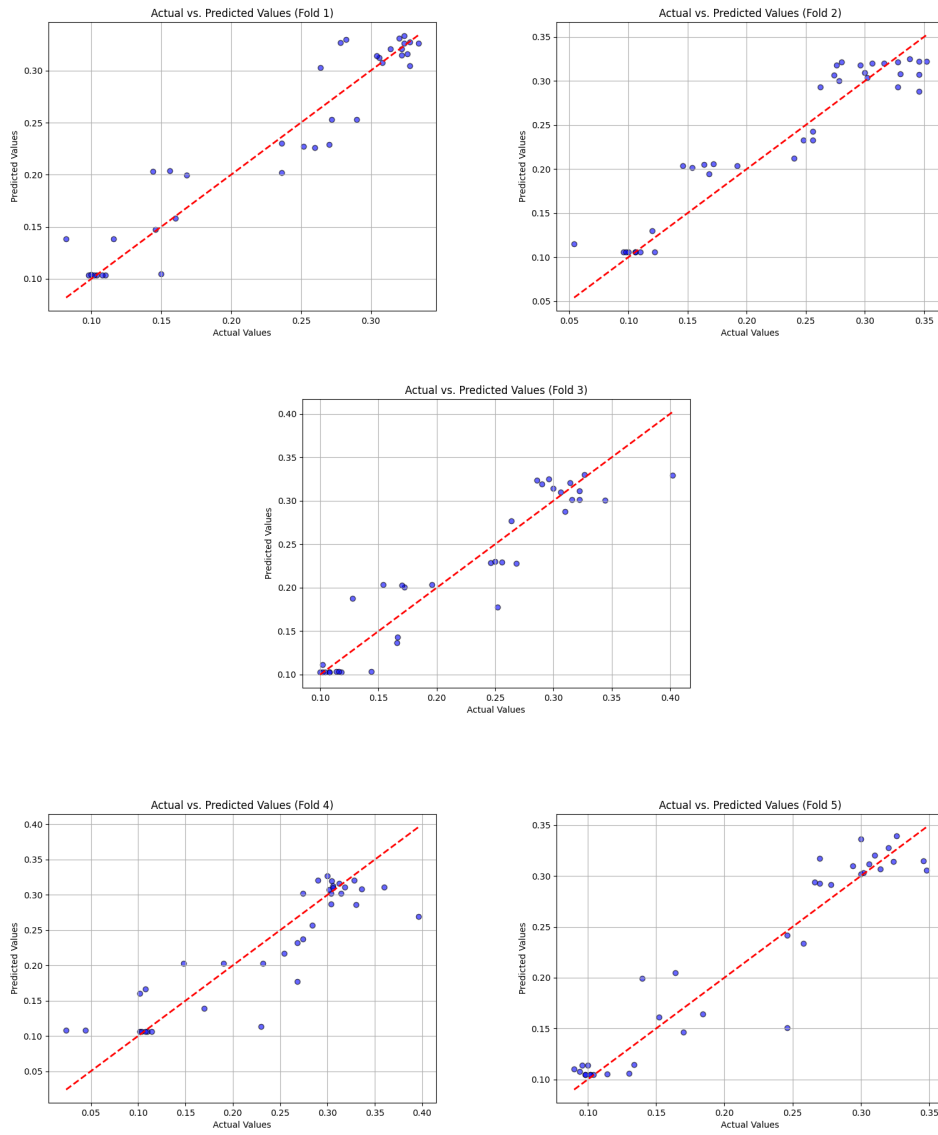 Actual vs. Predicted Values (Fold 1)
0.30
0.25
0.20
0.15
0.10
Predicted Values
0.10 0.20 0.30
Actual Values
Actual vs. Predicted Values (Fold 2)
0.35
0.30
0.25
0.20
0.15
0.10
0.05
Predicted Values
0.05 0.10 0.15 0.20 0.25 0.30 0.35
Actual Values
Actual vs. Predicted Values (Fold 3)
0.40
0.35
0.30
0.25
0.20
0.15
0.10
Predicted Values
0.10 0.15 0.20 0.25 0.30 0.35 0.40
Actual Values
Actual vs. Predicted Values (Fold 4)
0.40
0.35
0.30
0.25
0.20
0.15
0.10
0.05
Predicted Values
0.05 0.10 0.15 0.20 0.25 0.30 0.35 0.40
Actual Values
Actual vs. Predicted Values (Fold 5)
0.35
0.30
0.25
0.20
0.15
0.10
Predicted Values
0.10 0.15 0.20 0.25 0.30 0.35
Actual Values